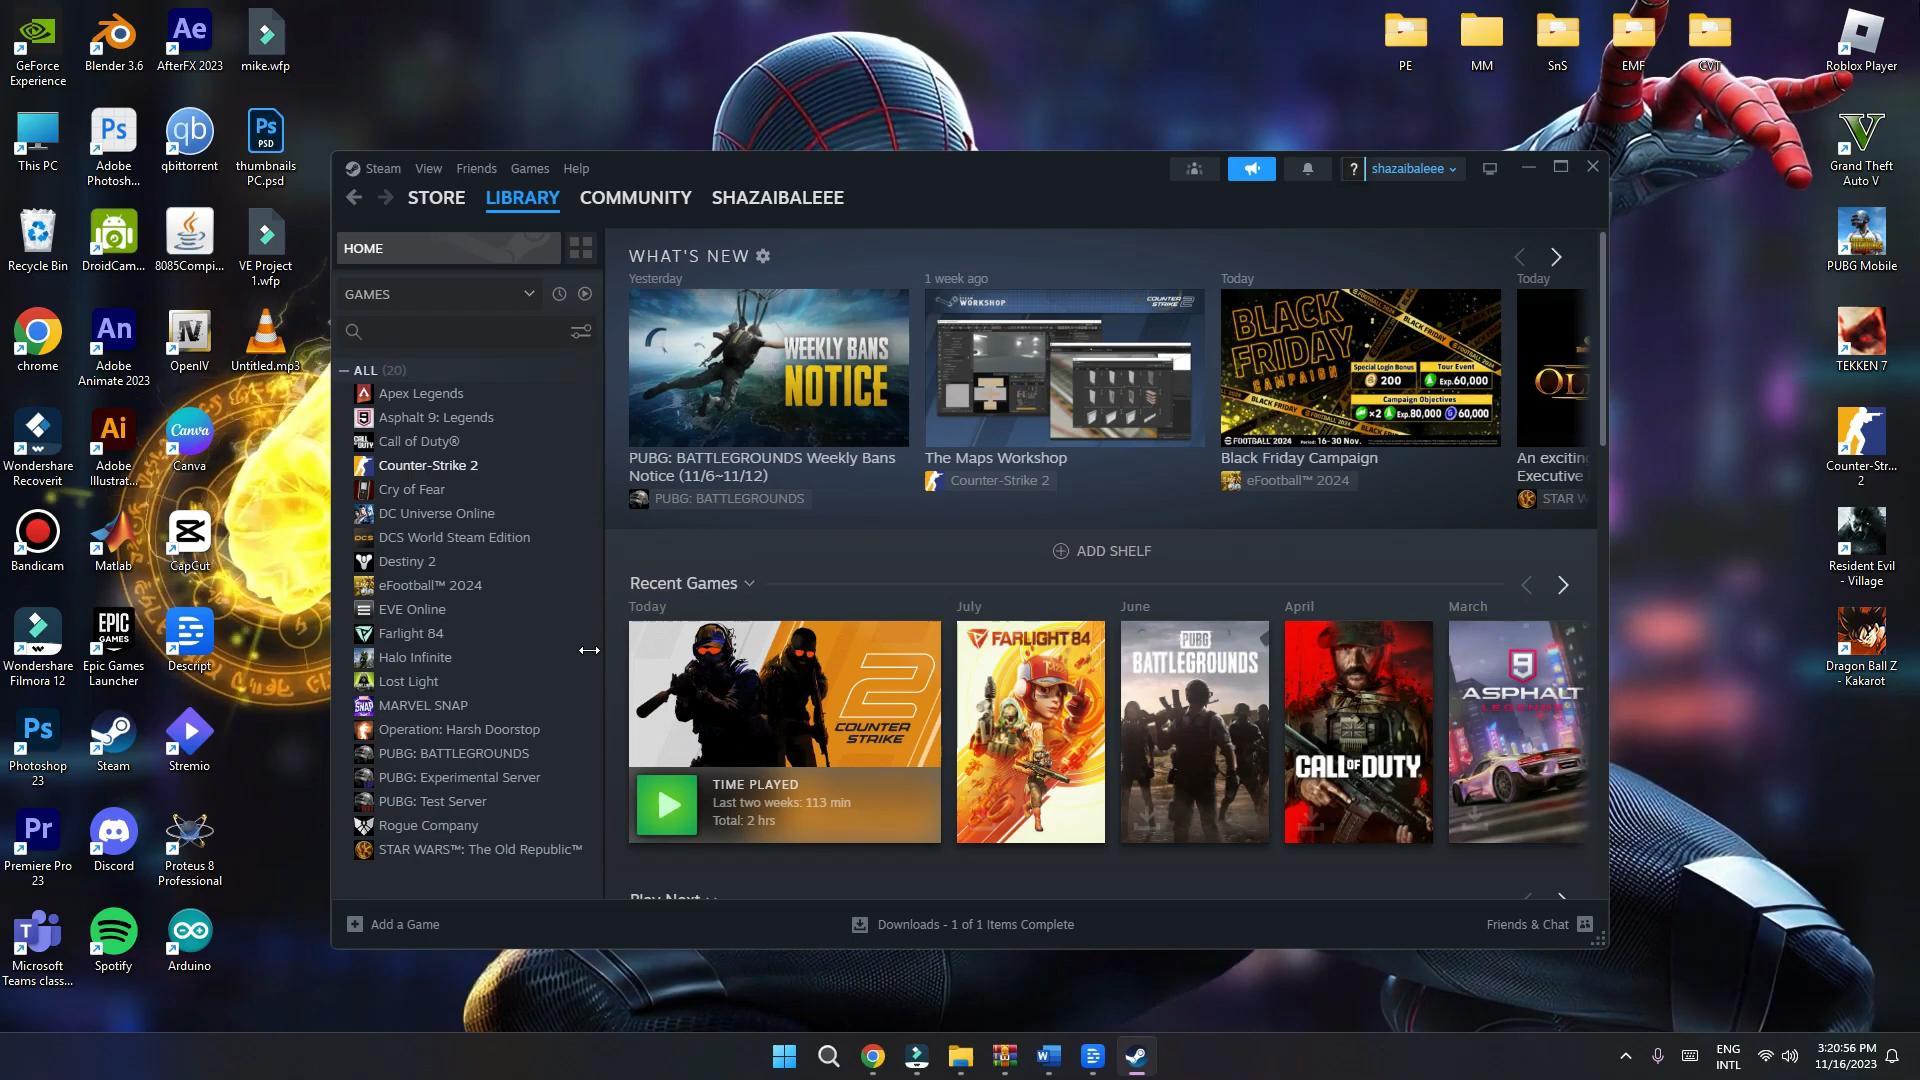 GeForce
Experience
Blender 3.6
AfterFX 2023
mike.wfp
This PC
Adobe
Photosh...
qbittorrent
thumbnails
PC.psd
Recycle Bin
DroidCam...
8085Compi...
VE Project
1.wfp
chrome
Adobe
Animate 2023
OpenIV
Untitled.mp3
Wondershare
Recoverit
Adobe
Illustrat...
Canva
Bandicam
Matlab
CapCut
Wondershare
Filmora 12
Epic Games
Launcher
Descript
Photoshop
23
Steam
Stremio
Premiere Pro
23
Discord
Proteus 8
Professional
Microsoft
Teams class...
Spotify
Arduino
PE
MM
SnS
EMF
CVT
Roblox Player
Grand Theft
Auto V
PUBG Mobile
TEKKEN 7
Counter-Str...
2
Resident Evil
- Village
Dragon Ball Z
- Kakarot
Steam View Friends Games Help
shazaibaleee
STORE LIBRARY COMMUNITY SHAZAIBALEEE
HOME
GAMES
ALL (20)
Apex Legends
Asphalt 9: Legends
Call of Duty®
Counter-Strike 2
Cry of Fear
DC Universe Online
DCS World Steam Edition
Destiny 2
eFootball™ 2024
EVE Online
Farlight 84
Halo Infinite
Lost Light
MARVEL SNAP
Operation: Harsh Doorstop
PUBG: BATTLEGROUNDS
PUBG: Experimental Server
PUBG: Test Server
Rogue Company
STAR WARS™: The Old Republic™
WHAT'S NEW
Yesterday
WEEKLY BANS
NOTICE
PUBG: BATTLEGROUNDS Weekly Bans
Notice (11/6~11/12)
PUBG: BATTLEGROUNDS
1 week ago
WORKSHOP
COUNTER STRIKE 2
The Maps Workshop
Counter-Strike 2
Today
BLACK
FRIDAY
CAMPAIGN
Special Login Bonus
200
Tour Event
Exp.60,000
Campaign Objectives
×2 Exp.80,000 60,000
EFOOTBALL 2024 Period: 16-30 Nov.
Black Friday Campaign
eFootball™ 2024
Today
OL
An exciting
Executive
STAR W
ADD SHELF
Recent Games
Today
2
COUNTER
STRIKE
TIME PLAYED
Last two weeks: 113 min
Total: 2 hrs
July
FARLIGHT 84
June
PUBG
BATTLEGROUNDS
April
CALL OF DUTY
March
9
ASPHALT
LEGENDS
Play Next
Add a Game
Downloads - 1 of 1 Items Complete
Friends & Chat
ENG
INTL
3:20:56 PM
11/16/2023